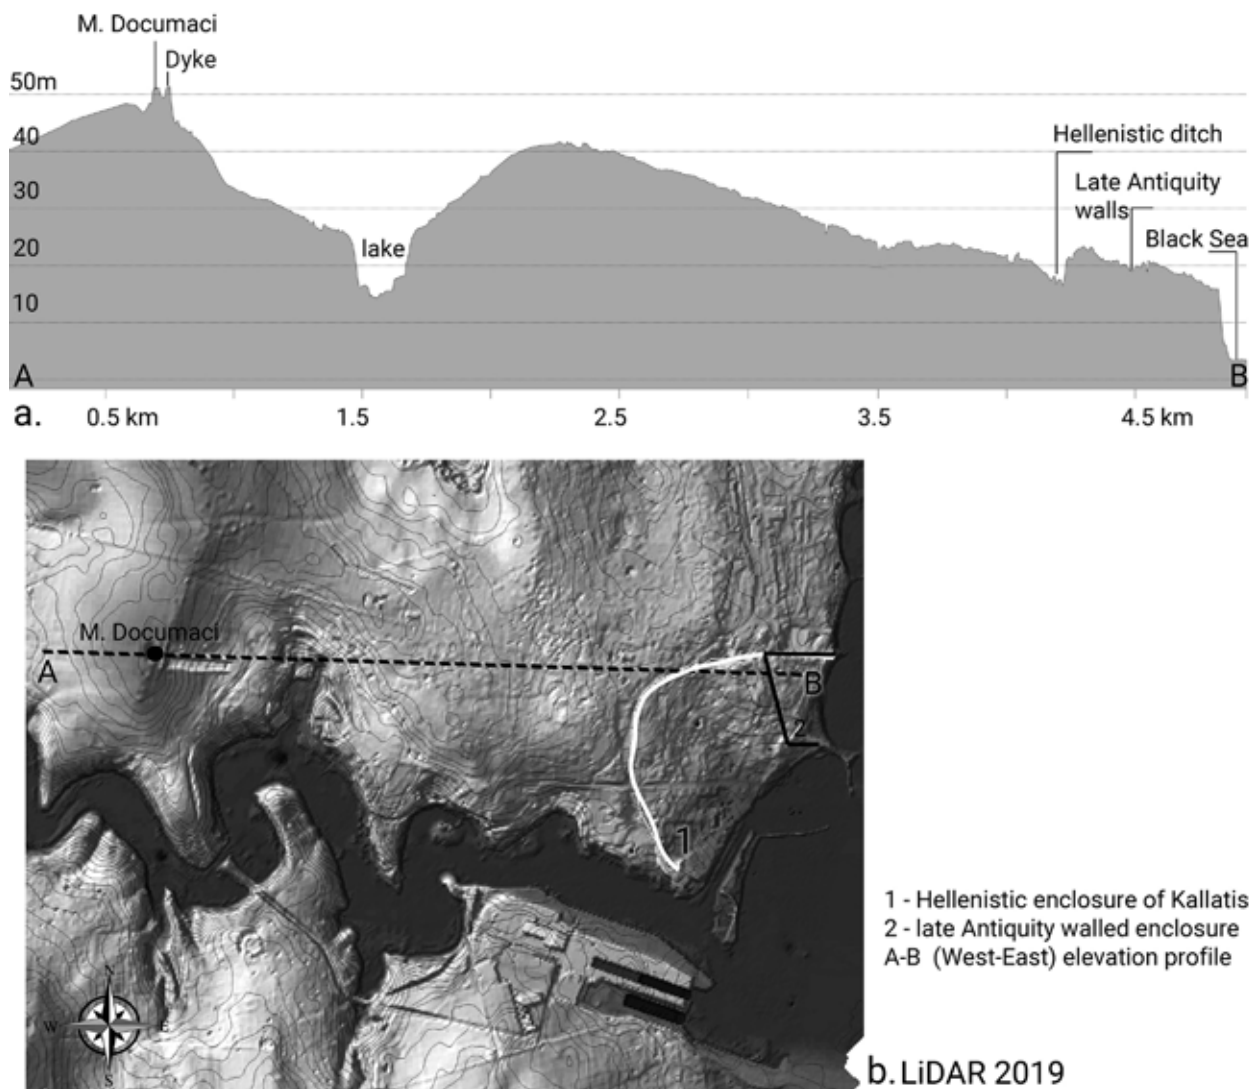 M. Documaci
Dyke
50m
40
30
20
10
lake
Hellenistic ditch
Late Antiquity
walls
Black Sea
A
B
a.
0.5 km
1.5
2.5
3.5
4.5 km
M. Documaci
A
B
2
1
N
W
E
S
1 - Hellenistic enclosure of Kallatis
2 - late Antiquity walled enclosure
A-B (West-East) elevation profile
b. LiDAR 2019